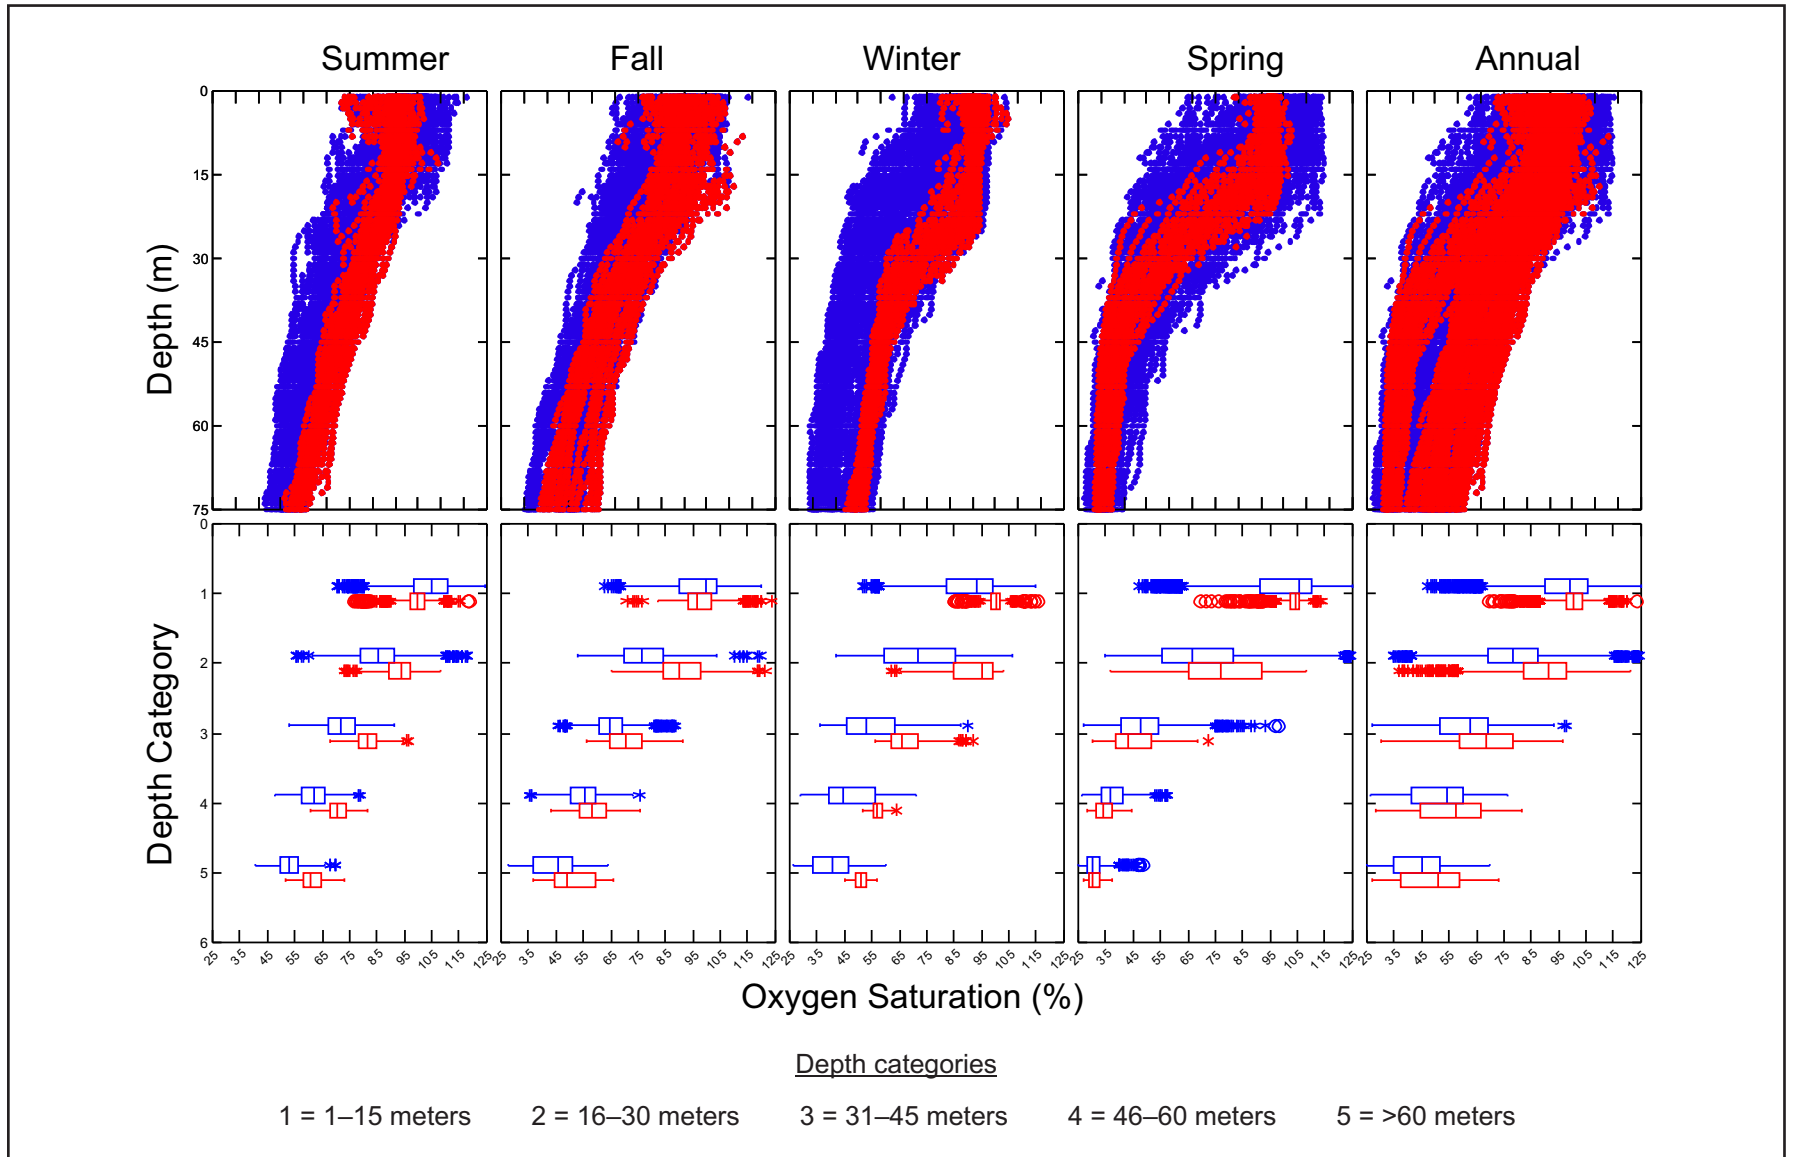 Summer Fall Winter Spring Annual
0
15
30
45
60
75
Depth (m)
0
1
2
3
4
5
6
Depth Category
25 35 45 55 65 75 85 95 105 115 125 35 45 55 65 75 85 95 105 115 125 35 45 55 65 75 85 95 105 115 125 35 45 55 65 75 85 95 105 115 125 35 45 55 65 75 85 95 105 115 125
Oxygen Saturation (%)
Depth categories
1 = 1–15 meters 2 = 16–30 meters 3 = 31–45 meters 4 = 46–60 meters 5 = >60 meters